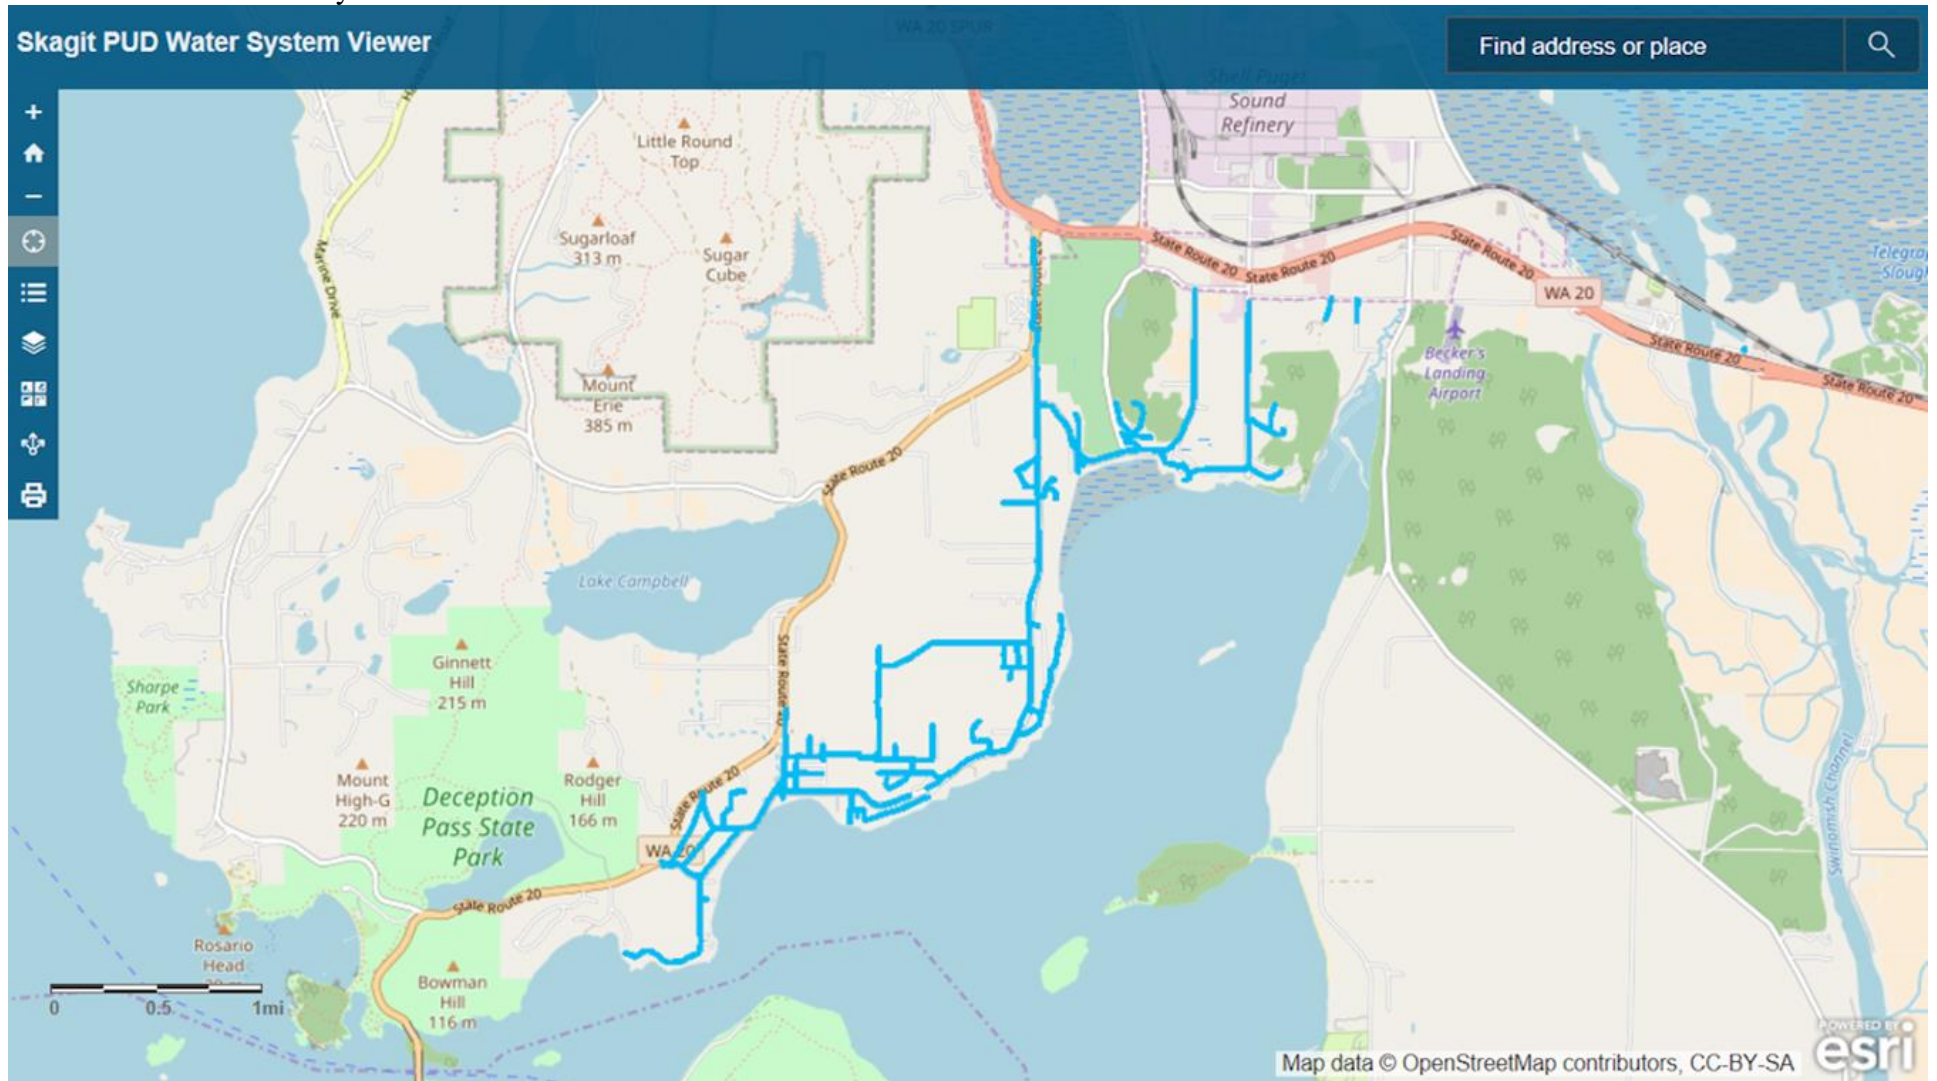 Skagit PUD Water System Viewer
Find address or place
WA 20 SPUR
Shell Puget
Sound
Refinery
Little Round
Top
Sugarloaf
313 m
Sugar
Cube
Marine Drive
Mount
Erie
385 m
State Route 20
State Route 20
State Route 20
WA 20
State Route 20
State Route 20
Becker's
Landing
Airport
State Route 20
Lake Campbell
State Route 20
Ginnett
Hill
215 m
Sharpe
Park
Mount
High-G
220 m
Rodger
Hill
166 m
Deception
Pass State
Park
State Route 20
WA 20
State Route 20
Swinomish Channel
Rosario
Head
Bowman
Hill
116 m
0 0.5 1mi
POWERED BY
esri
Map data © OpenStreetMap contributors, CC-BY-SA